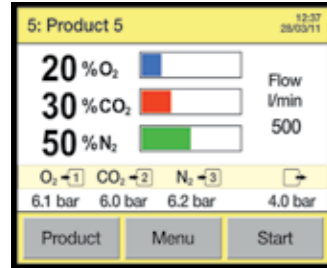 5: Product 5
12:37
28/03/11
20 %O₂
30 %CO₂
50 %N₂
Flow
l/min
500
O₂ 1 CO₂ 2 N₂ 3
6.1 bar 6.0 bar 6.2 bar 4.0 bar
Product Menu Start